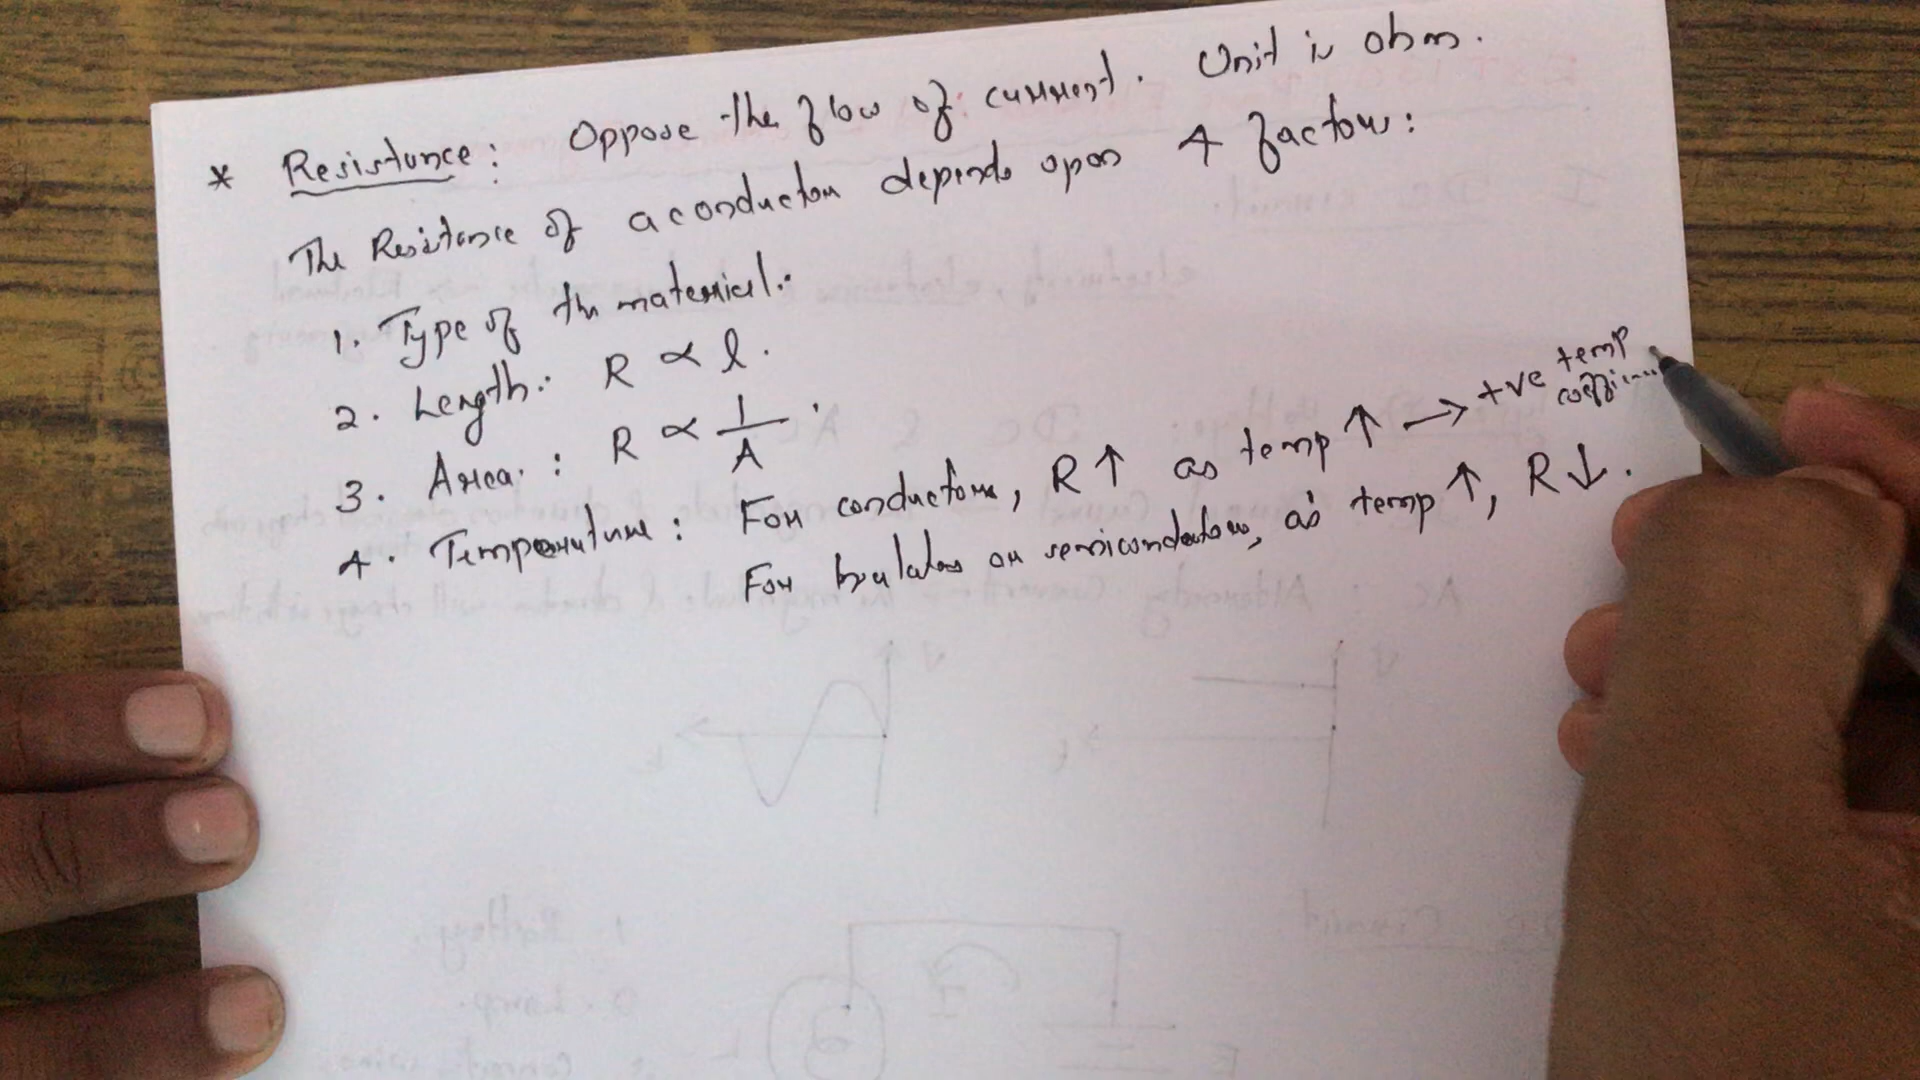 * Resistance: Oppose the flow of current. Unit is ohm.
The Resistance of a conductor depends upon 4 factors:
1. Type of the material.
2. Length: R ∝ l.
3. Area: R ∝ 1/A.
4. Temperature: For conductors, R↑ as temp↑ → +ve temp
For or semiconductors, as temp↑, R↓.